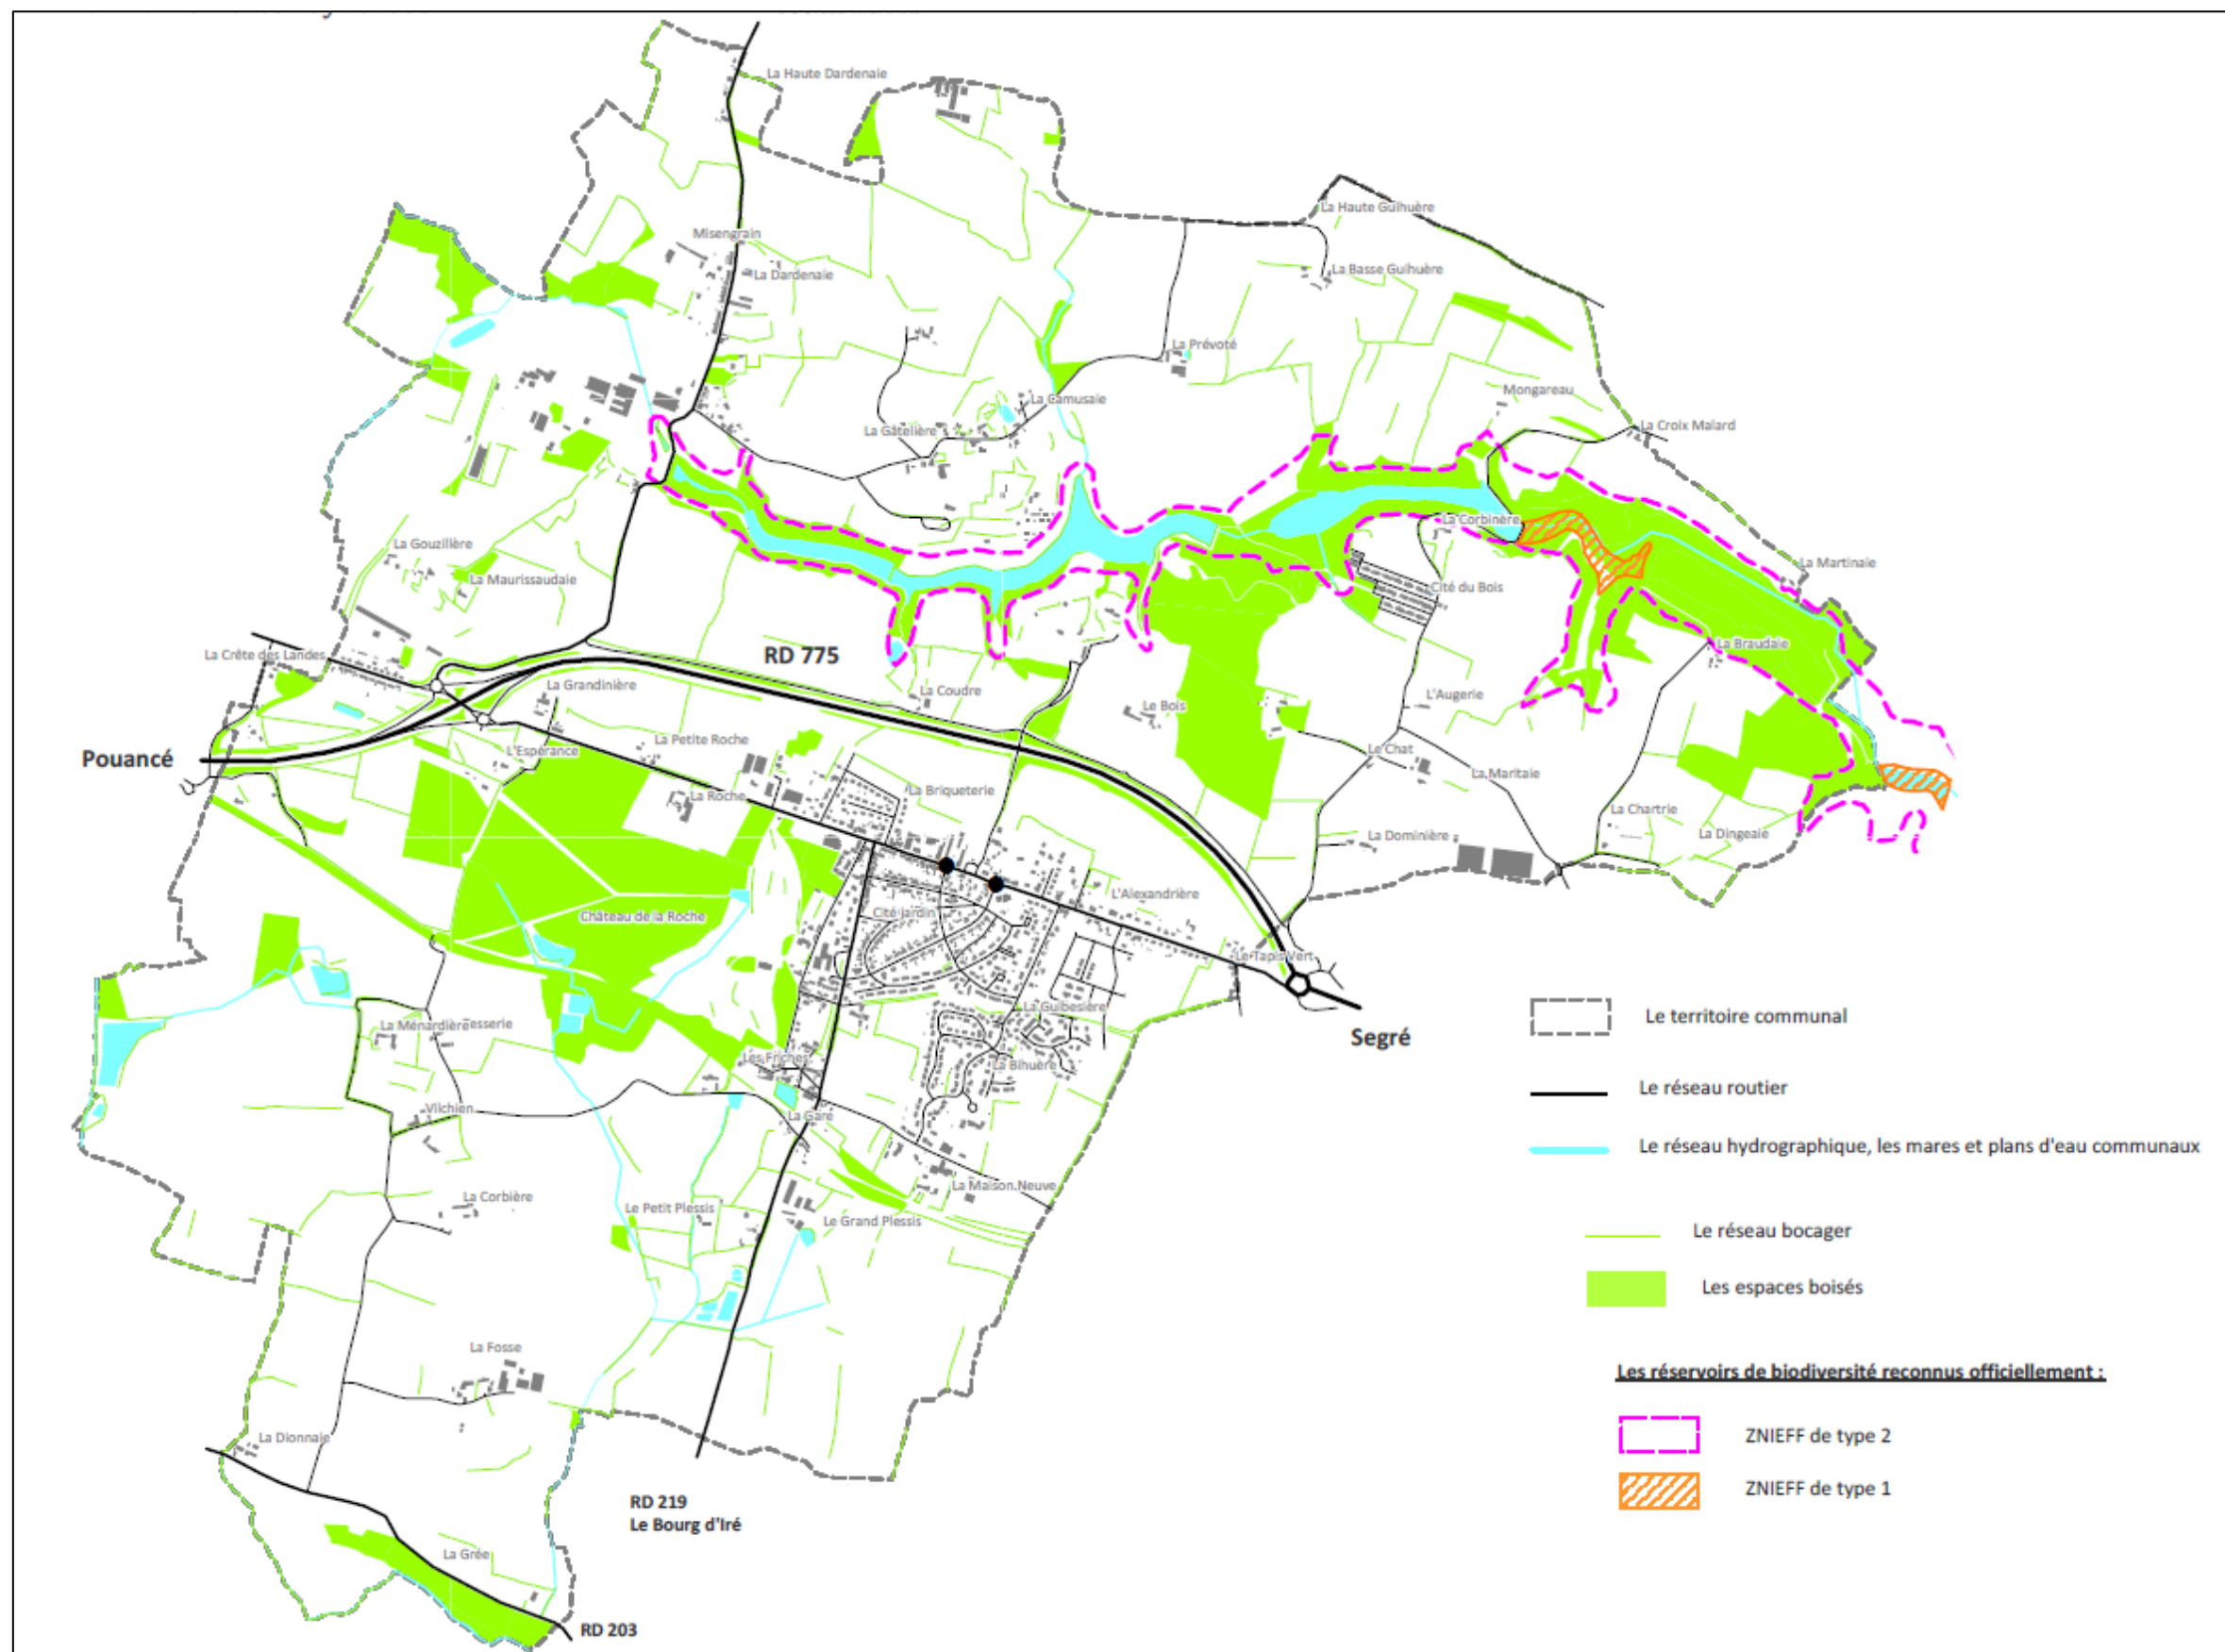 La Haute Dardenaie
La Haute Guihuère
Misengrain
La Dardenaie
La Basse Guihuère
La Prévoté
Mongareau
La Camusaie
La Croix Malard
La Gâtelière
La Corbinère
La Gouzillère
La Martinaie
La Maurissaudaie
Cité du Bois
La Braudaie
La Crête des Landes
RD 775
La Grandinière
La Coudre
L'Augerie
Le Bois
La Petite Roche
L'Espérance
Le Chat
Pouancé
La Maritaie
La Roche
La Briqueterie
La Chartrie
La Dominière
La Dingeaie
L'Alexandrière
Château de la Roche
Cité Jardin
Le Tapis Vert
La Guibesière
Segré
La Ménardière
esserie
Les Friches
La Bihuère
Vilchien
La Gare
La Maison Neuve
La Corbière
Le Petit Plessis
Le Grand Plessis
La Fosse
La Dionnaie
RD 219
Le Bourg d'Iré
La Grée
RD 203
Le territoire communal
Le réseau routier
Le réseau hydrographique, les mares et plans d'eau communaux
Le réseau bocager
Les espaces boisés
Les réservoirs de biodiversité reconnus officiellement :
ZNIEFF de type 2
ZNIEFF de type 1